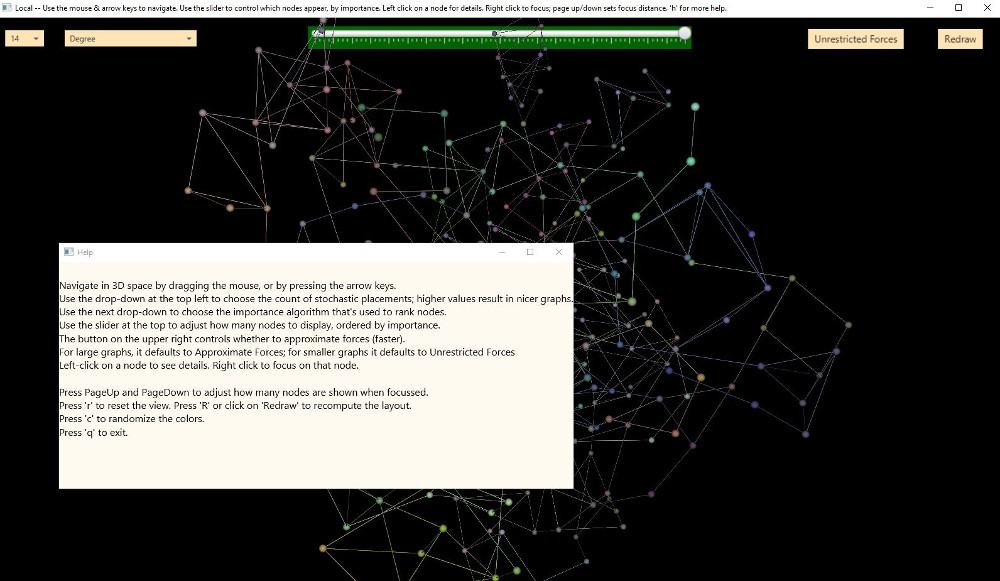 Local -- Use the mouse & arrow keys to navigate. Use the slider to control which nodes appear, by importance. Left click on a node for details. Right click to focus; page up/down sets focus distance. 'h' for more help.
14
Degree
Unrestricted Forces
Redraw
Help
Navigate in 3D space by dragging the mouse, or by pressing the arrow keys.
Use the drop-down at the top left to choose the count of stochastic placements; higher values result in nicer graphs.
Use the next drop-down to choose the importance algorithm that's used to rank nodes.
Use the slider at the top to adjust how many nodes to display, ordered by importance.
The button on the upper right controls whether to approximate forces (faster).
For large graphs, it defaults to Approximate Forces; for smaller graphs it defaults to Unrestricted Forces
Left-click on a node to see details. Right click to focus on that node.
Press PageUp and PageDown to adjust how many nodes are shown when focussed.
Press 'r' to reset the view. Press 'R' or click on 'Redraw' to recompute the layout.
Press 'c' to randomize the colors.
Press 'q' to exit.